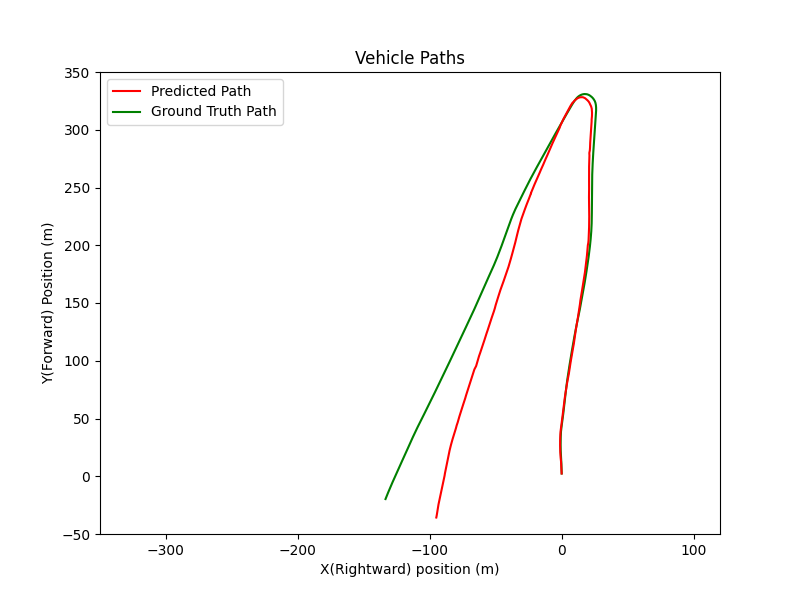 Vehicle Paths
Predicted Path
Ground Truth Path
350
300
250
200
150
100
50
0
−50
Y(Forward) Position (m)
−300
−200
−100
0
100
X(Rightward) position (m)